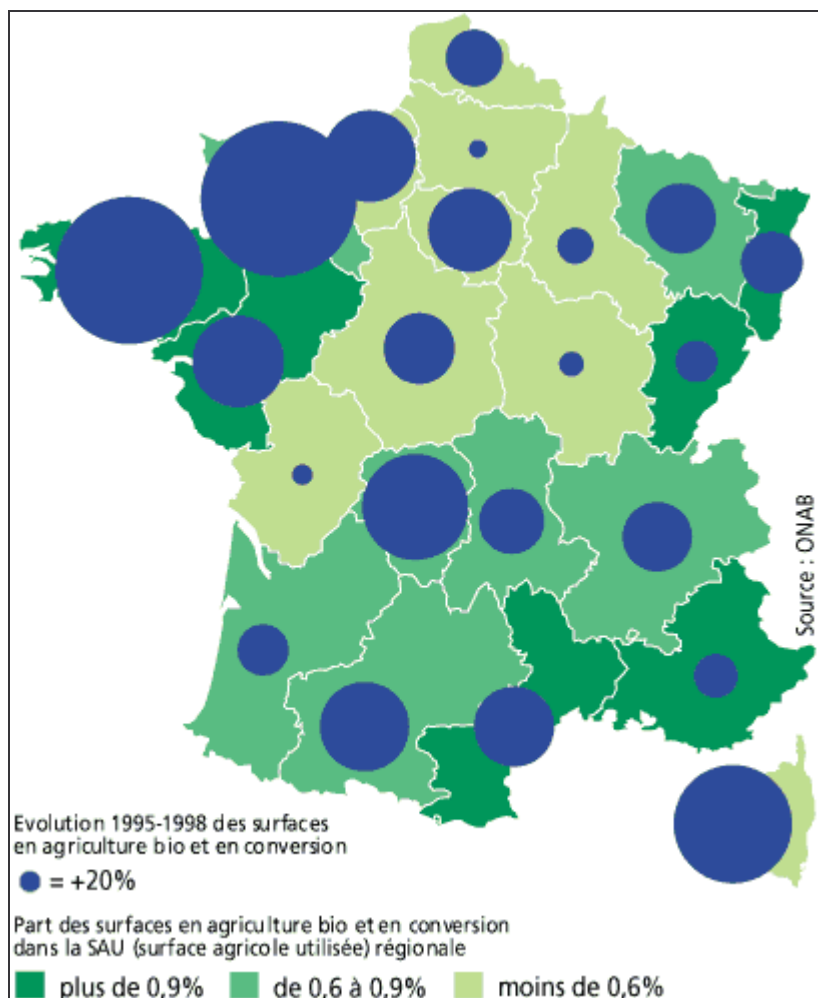 Source : ONAB
Evolution 1995-1998 des surfaces
en agriculture bio et en conversion
= +20%
Part des surfaces en agriculture bio et en conversion
dans la SAU (surface agricole utilisée) régionale
plus de 0,9%
de 0,6 à 0,9%
moins de 0,6%